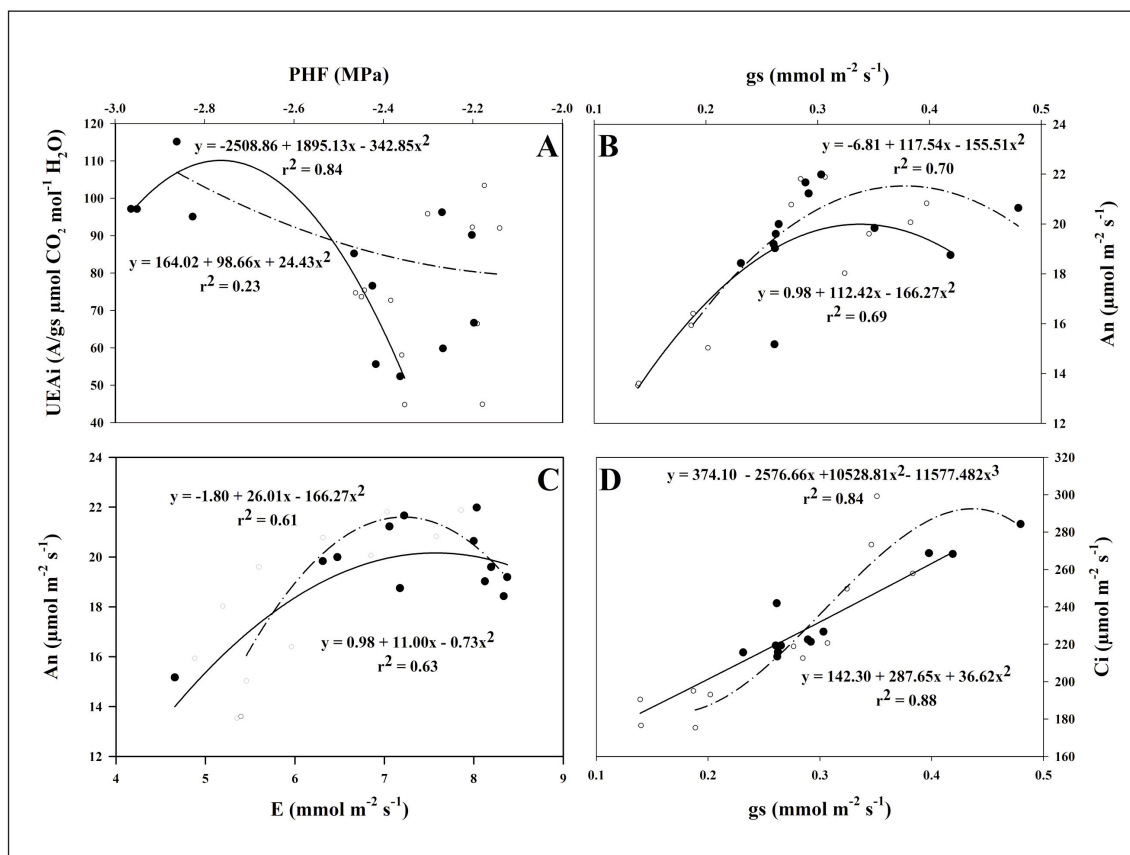 PHF (MPa)
-3.0 -2.8 -2.6 -2.4 -2.2 -2.0
UEAi (A/gs µmol CO2 mol-1 H2O)
120
110
100
90
80
70
60
50
40
A
y = -2508.86 + 1895.13x - 342.85x2
r2 = 0.84
y = 164.02 + 98.66x + 24.43x2
r2 = 0.23
gs (mmol m-2 s-1)
0.1 0.2 0.3 0.4 0.5
B
y = -6.81 + 117.54x - 155.51x2
r2 = 0.70
y = 0.98 + 112.42x - 166.27x2
r2 = 0.69
24
22
20
18
16
14
12
An (µmol m-2 s-1)
An (µmol m-2 s-1)
24
22
20
18
16
14
12
C
y = -1.80 + 26.01x - 166.27x2
r2 = 0.61
y = 0.98 + 11.00x - 0.73x2
r2 = 0.63
4 5 6 7 8 9
E (mmol m-2 s-1)
D
y = 374.10 - 2576.66x +10528.81x2- 11577.482x3
r2 = 0.84
y = 142.30 + 287.65x + 36.62x2
r2 = 0.88
320
300
280
260
240
220
200
180
160
Ci (µmol m-2 s-1)
0.1 0.2 0.3 0.4 0.5
gs (mmol m-2 s-1)